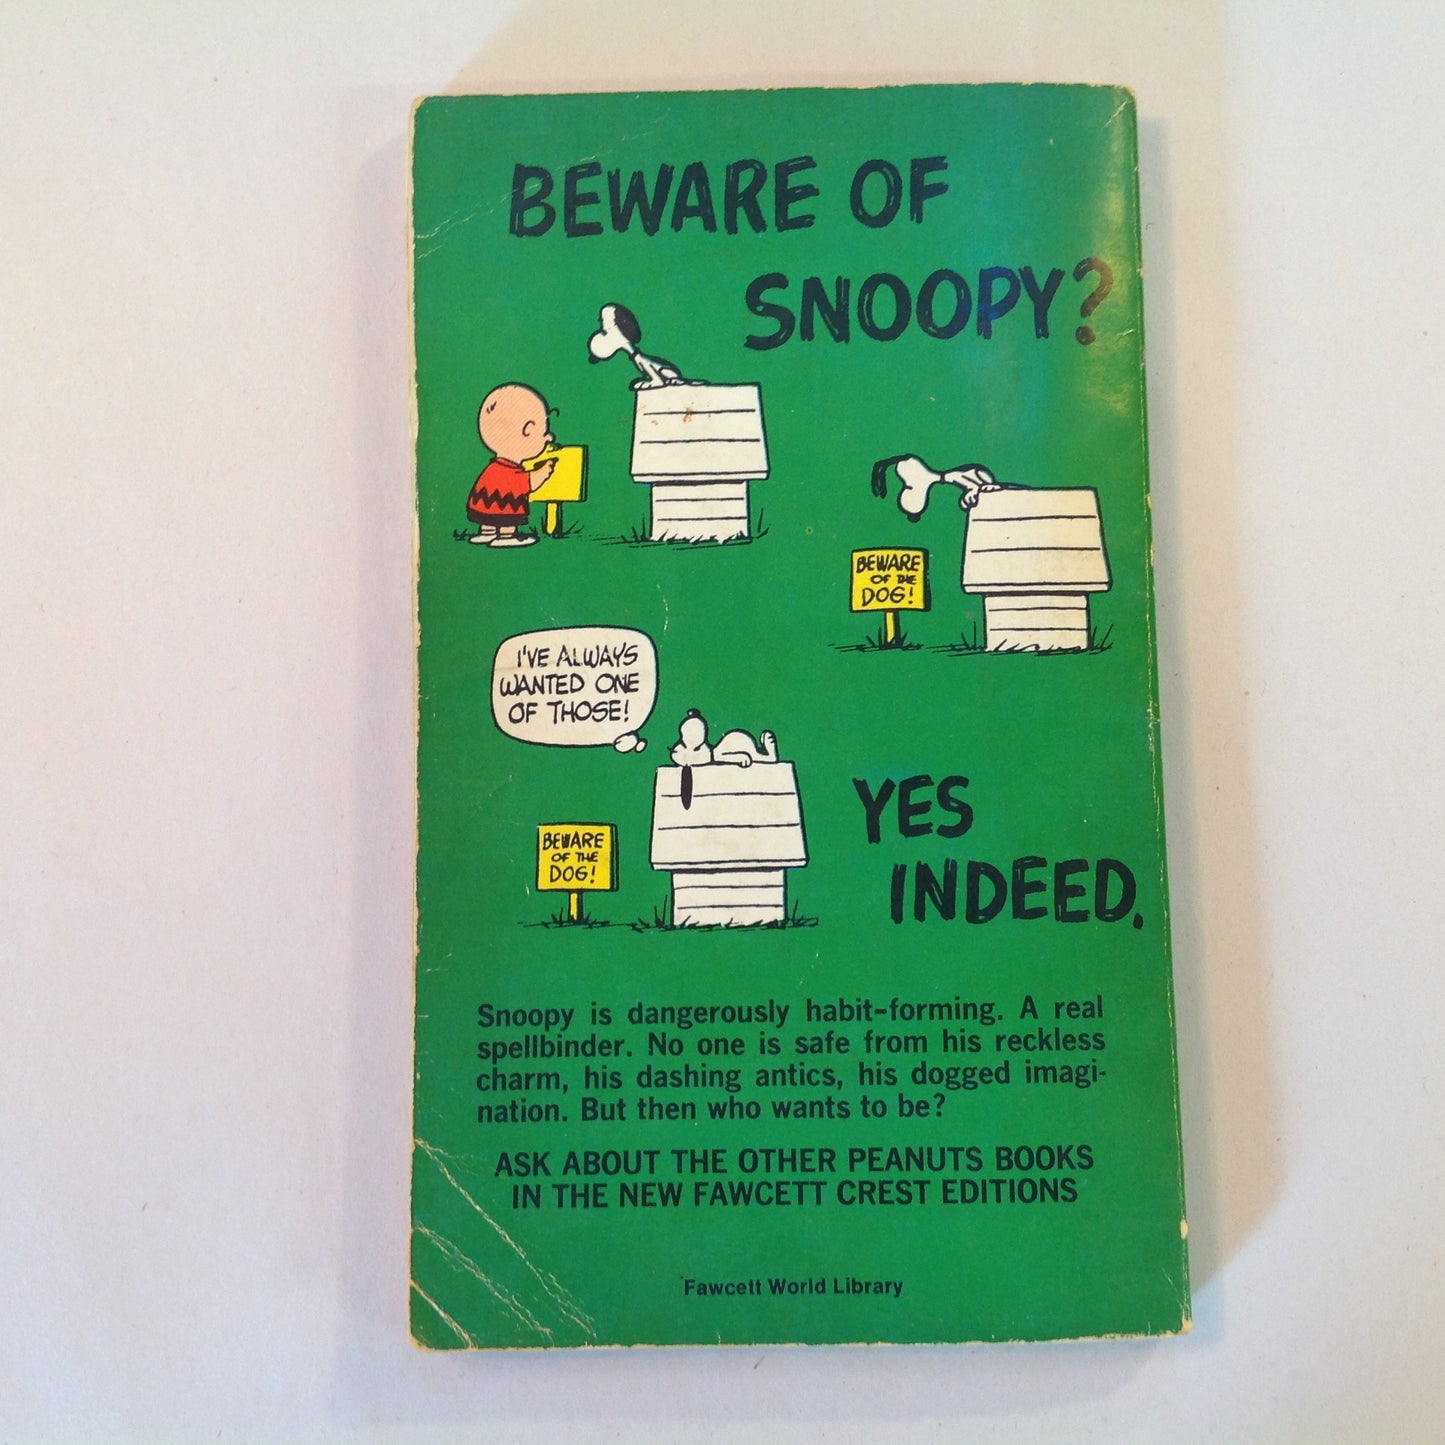 BEWARE OF
SNOOPY?
BEWARE
OF THE
DOG!
I'VE ALWAYS
WANTED ONE
OF THOSE!
BEWARE
OF THE
DOG!
YES
INDEED.
Snoopy is dangerously habit-forming. A real
spellbinder. No one is safe from his reckless
charm, his dashing antics, his dogged imagi-
nation. But then who wants to be?
ASK ABOUT THE OTHER PEANUTS BOOKS
IN THE NEW FAWCETT CREST EDITIONS
Fawcett World Library